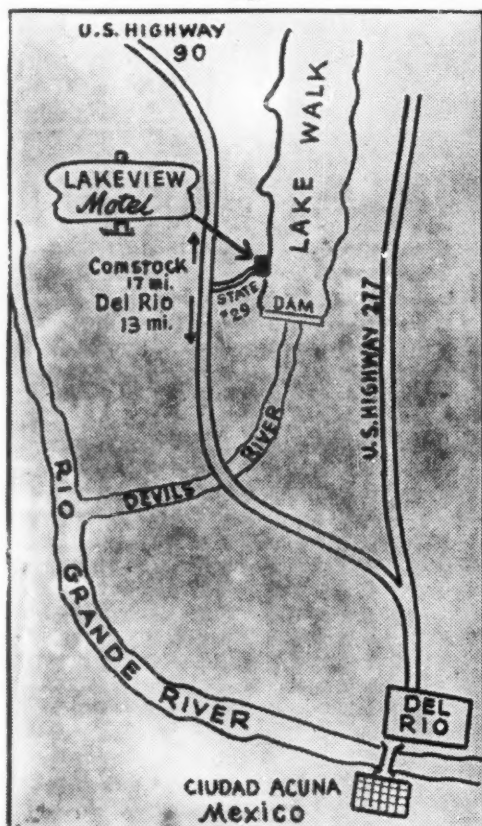 U.S. HIGHWAY
90
LAKE WALK
LAKEVIEW
Motel
Comstock
17 mi.
Del Rio
13 mi.
STATE
#29
DAM
U.S. HIGHWAY 277
DEVILS RIVER
RIO GRANDE RIVER
DEL
RIO
CIUDAD ACUNA
Mexico